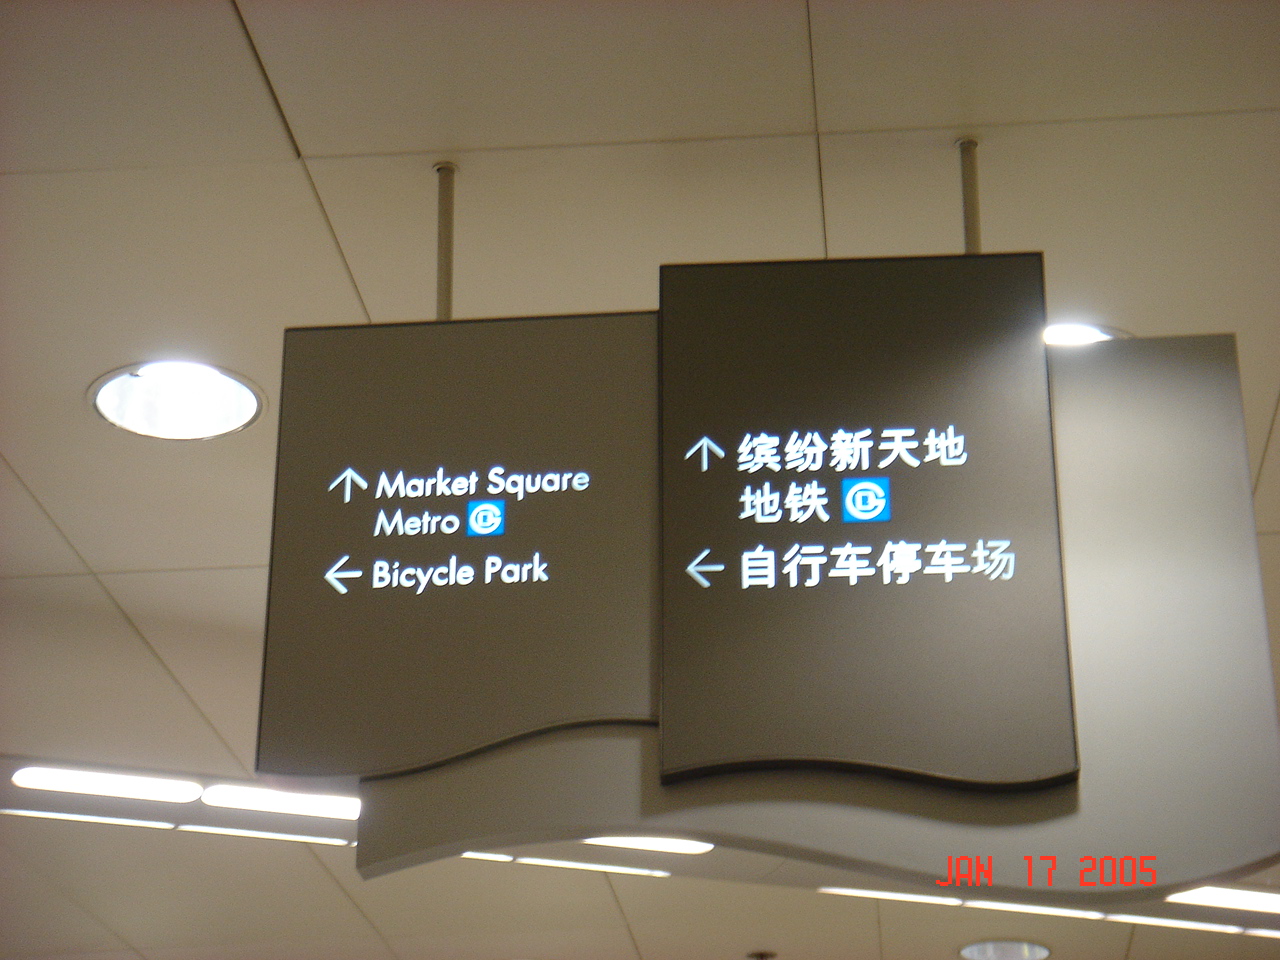 Market Square
Metro
Bicycle Park
缤纷新天地
地铁
自行车停车场
JAN 17 2005